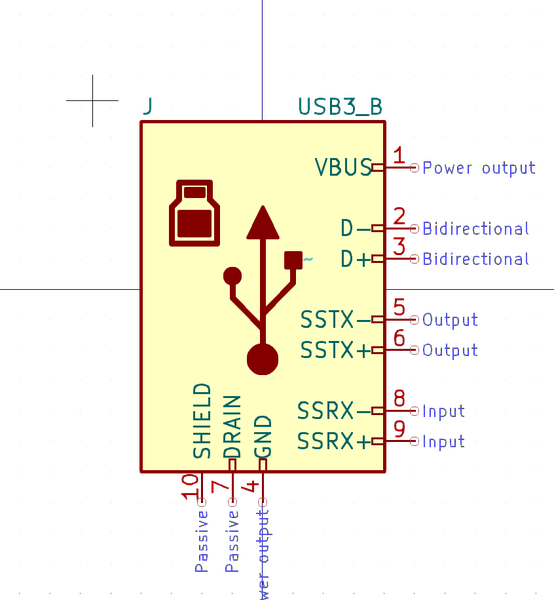 J USB3_B
VBUS 1 Power output
D- 2 Bidirectional
D+ 3 Bidirectional
~
SSTX- 5 Output
SSTX+ 6 Output
SSRX- 8 Input
SSRX+ 9 Input
SHIELD 10 Passive
DRAIN 7 Passive
GND 4 wer output